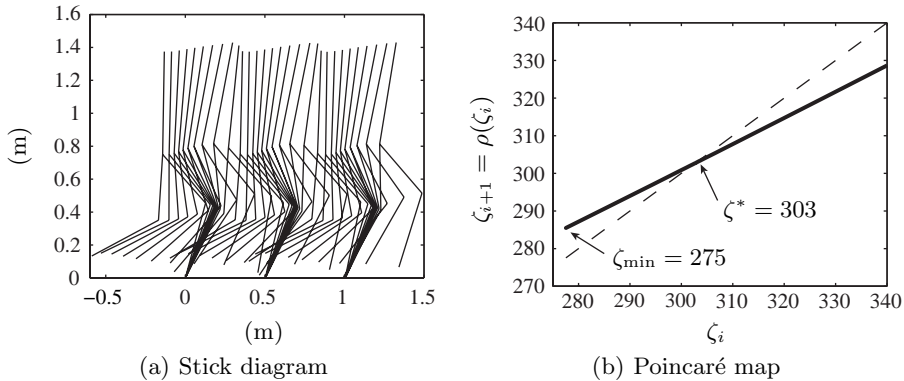 1.6
1.4
1.2
1
0.8
0.6
0.4
0.2
0
(m)
−0.5 0 0.5 1 1.5
(m)
(a) Stick diagram
340
330
320
310
300
290
280
270
ζᵢ₊₁ = ρ(ζᵢ)
ζ* = 303
ζmin = 275
280 290 300 310 320 330 340
ζᵢ
(b) Poincaré map